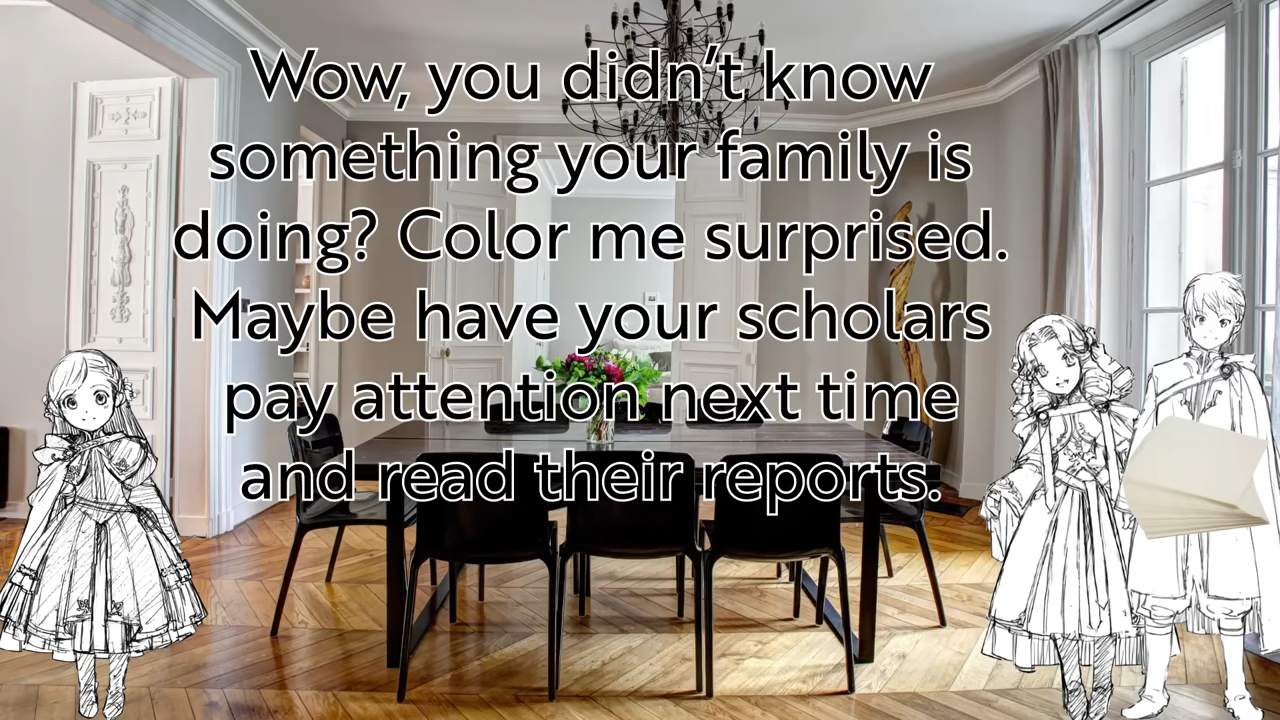 Wow, you didn't know
something your family is
doing? Color me surprised.
Maybe have your scholars
pay attention next time
and read their reports.